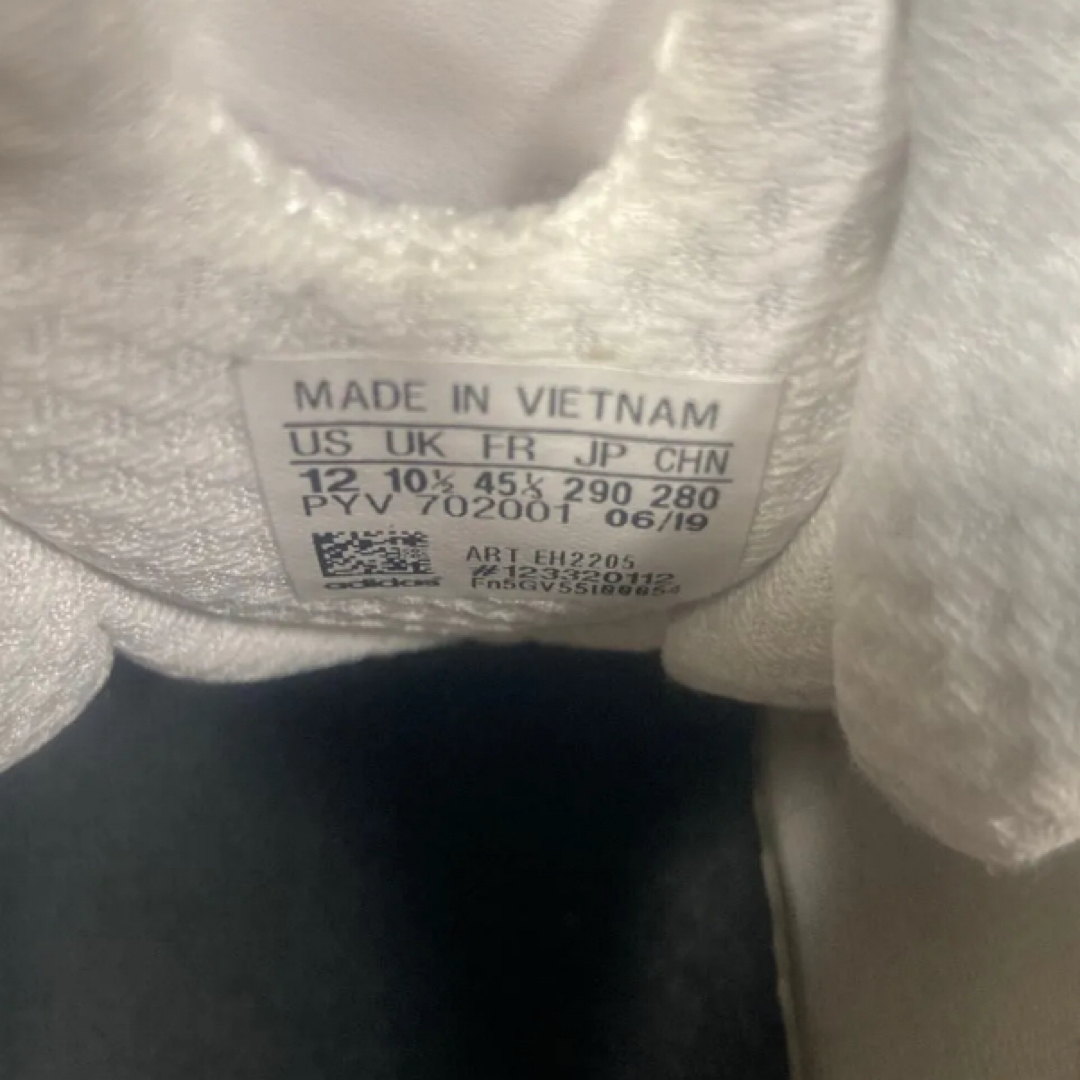 MADE IN VIETNAM
US UK FR JP CHN
12 10½ 45⅓ 290 280
PYV 702001 06/19
ART EH2205
#123320112
adidas